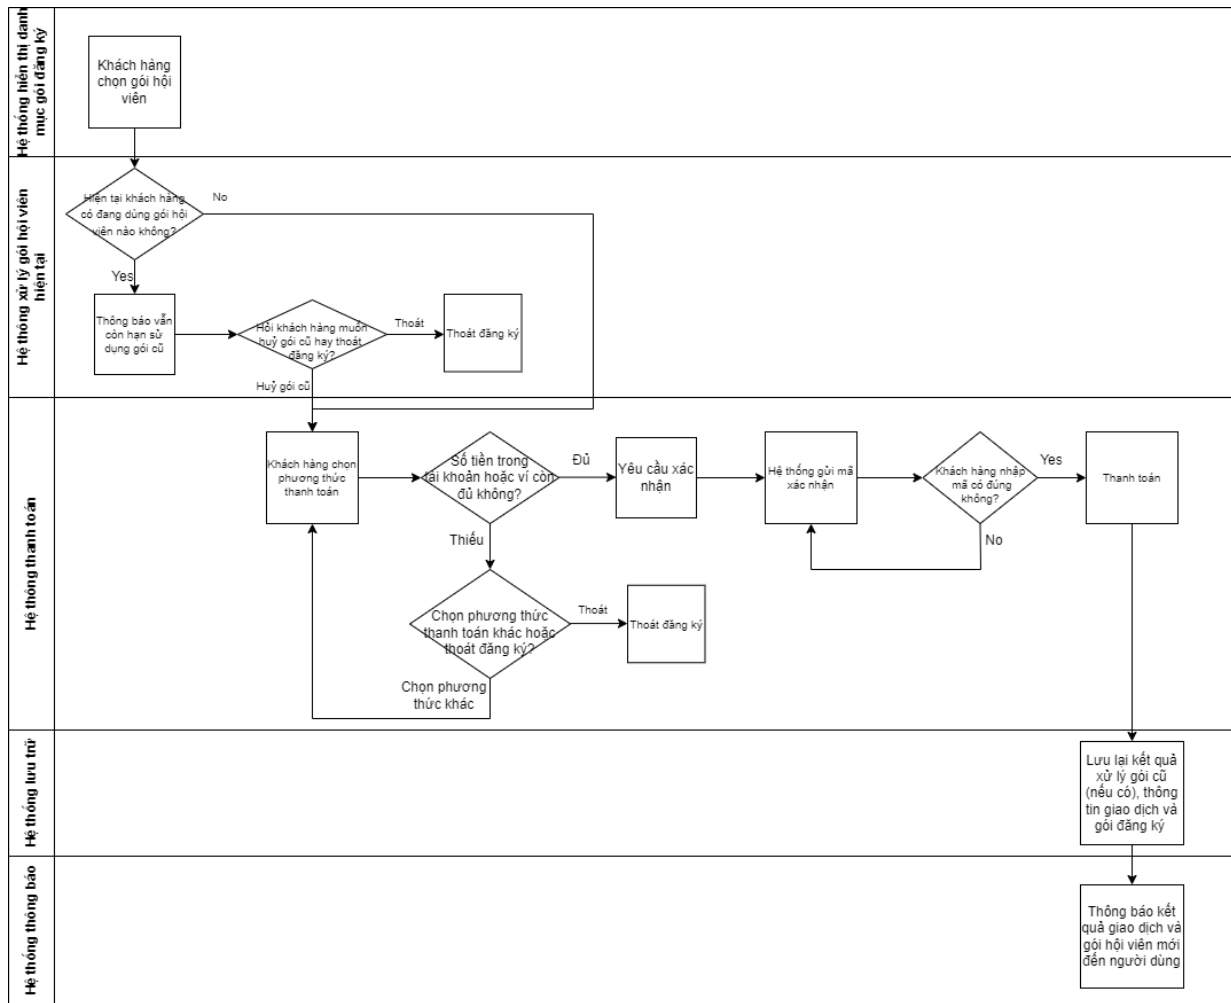 Hệ thống hiển thị danh
mục gói đăng ký
Khách hàng
chọn gói hội
viên
Hệ thống xử lý gói hội viên
hiện tại
Hiện tại khách hàng
có đang dùng gói hội
viên nào không?
No
Yes
Thông báo vẫn
còn hạn sử
dụng gói cũ
Hỏi khách hàng muốn
huỷ gói cũ hay thoát
đăng ký?
Thoát
Thoát đăng ký
Huỷ gói cũ
Hệ thống thanh toán
Khách hàng chọn
phương thức
thanh toán
Số tiền trong
tài khoản hoặc ví còn
đủ không?
Đủ
Yêu cầu xác
nhận
Hệ thống gửi mã
xác nhận
Khách hàng nhập
mã có đúng
không?
Yes
Thanh toán
No
Thiếu
Chọn phương thức
thanh toán khác hoặc
thoát đăng ký?
Thoát
Thoát đăng ký
Chọn phương
thức khác
Hệ thống lưu trữ
Lưu lại kết quả
xử lý gói cũ
(nếu có), thông
tin giao dịch và
gói đăng ký
Hệ thống thông báo
Thông báo kết
quả giao dịch và
gói hội viên mới
đến người dùng